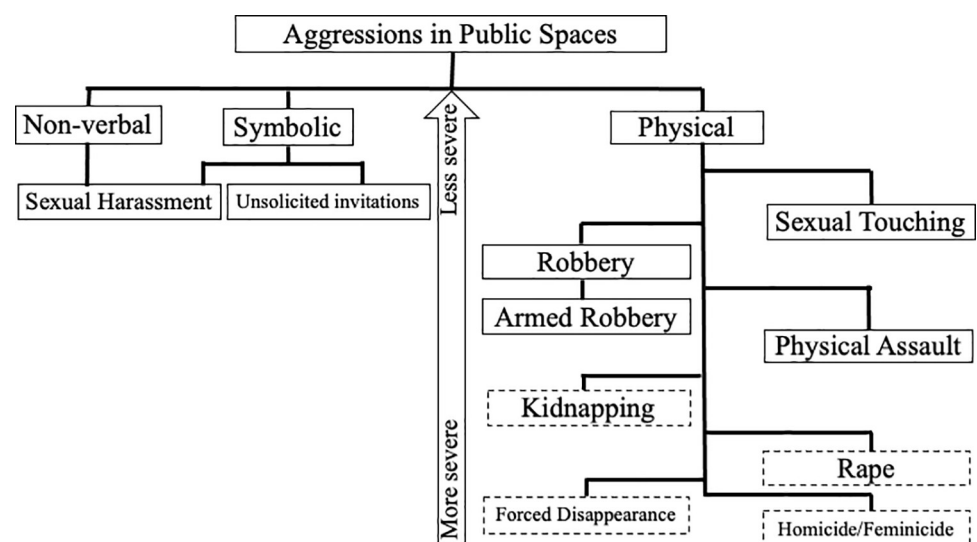 Aggressions in Public Spaces
Non-verbal
Symbolic
Physical
Less severe
Sexual Harassment
Unsolicited invitations
Sexual Touching
Robbery
Armed Robbery
Physical Assault
Kidnapping
More severe
Rape
Forced Disappearance
Homicide/Feminicide